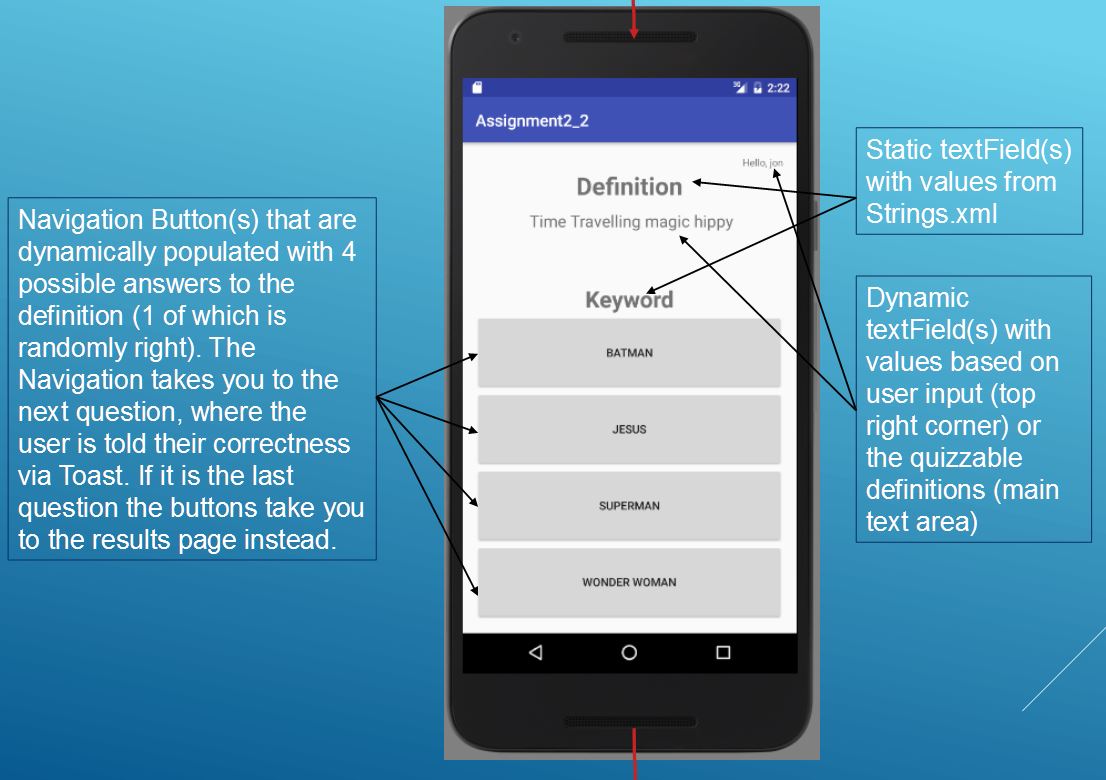 Navigation Button(s) that are
dynamically populated with 4
possible answers to the
definition (1 of which is
randomly right). The
Navigation takes you to the
next question, where the
user is told their correctness
via Toast. If it is the last
question the buttons take you
to the results page instead.
3G 2:22
Assignment2_2
Hello, jon
Definition
Time Travelling magic hippy
Keyword
BATMAN
JESUS
SUPERMAN
WONDER WOMAN
Static textField(s)
with values from
Strings.xml
Dynamic
textField(s) with
values based on
user input (top
right corner) or
the quizzable
definitions (main
text area)